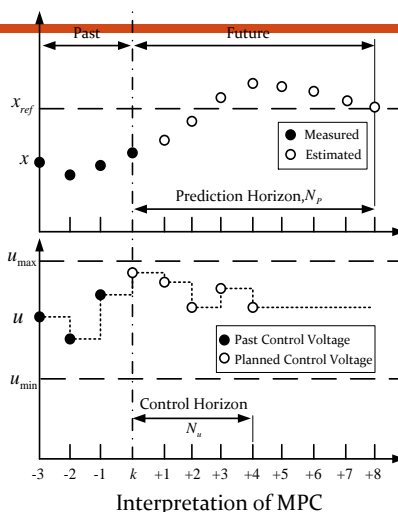 Past Future
x_ref
Measured
x
Estimated
Prediction Horizon,N_P
u_max
u
Past Control Voltage
Planned Control Voltage
u_min
Control Horizon
N_u
-3 -2 -1 k +1 +2 +3 +4 +5 +6 +7 +8
Interpretation of MPC